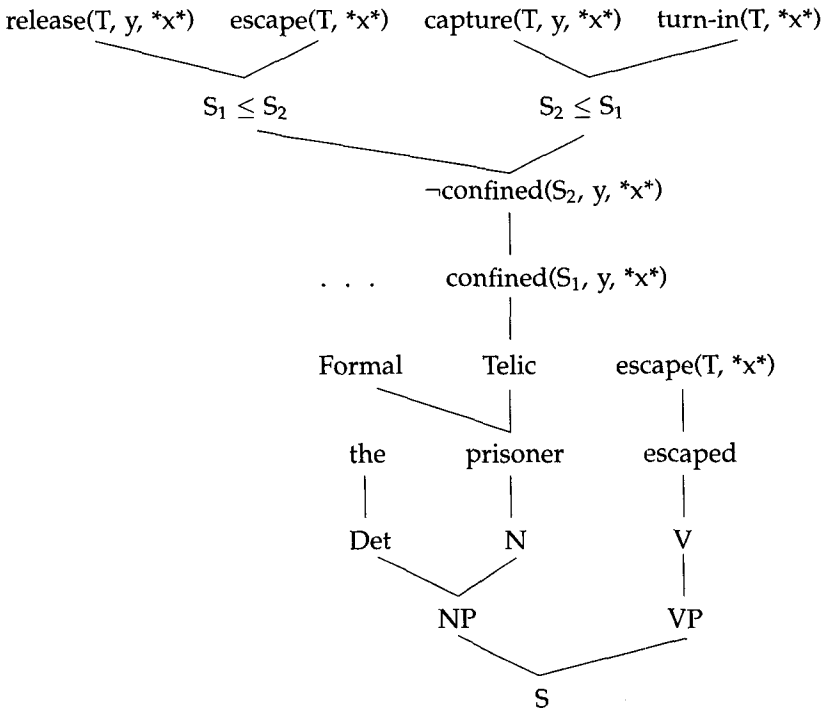 release(T, y, *x*) escape(T, *x*) capture(T, y, *x*) turn-in(T, *x*)
S₁ ≤ S₂ S₂ ≤ S₁
¬confined(S₂, y, *x*)
. . . confined(S₁, y, *x*)
Formal Telic escape(T, *x*)
the prisoner escaped
Det N V
NP VP
S